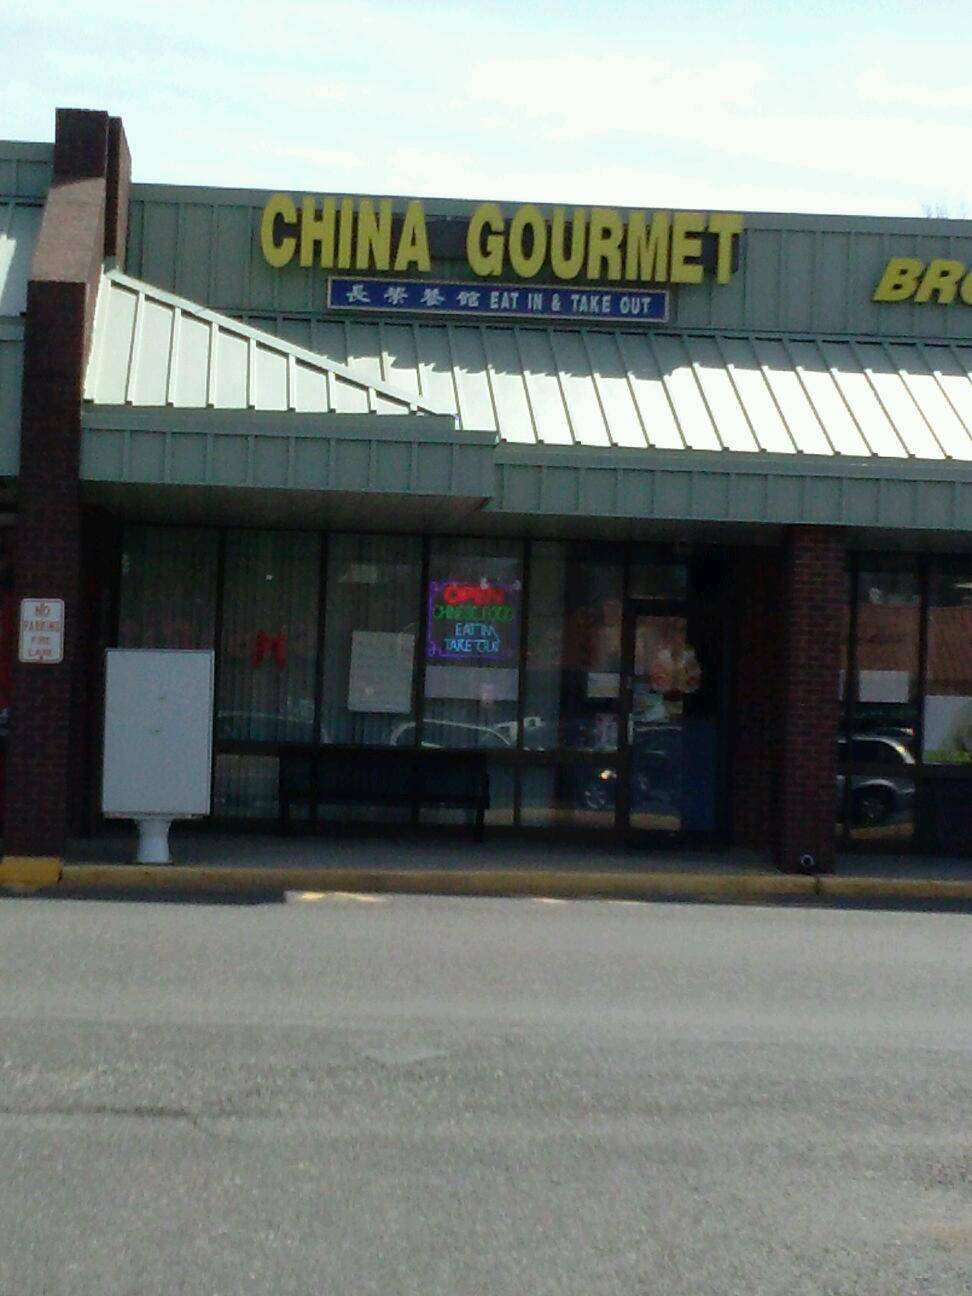 CHINA GOURMET
長榮餐館 EAT IN & TAKE OUT
BRO
OPEN
CHINESE FOOD
EAT IN
TAKE OUT
NO
PARKING
FIRE
LANE